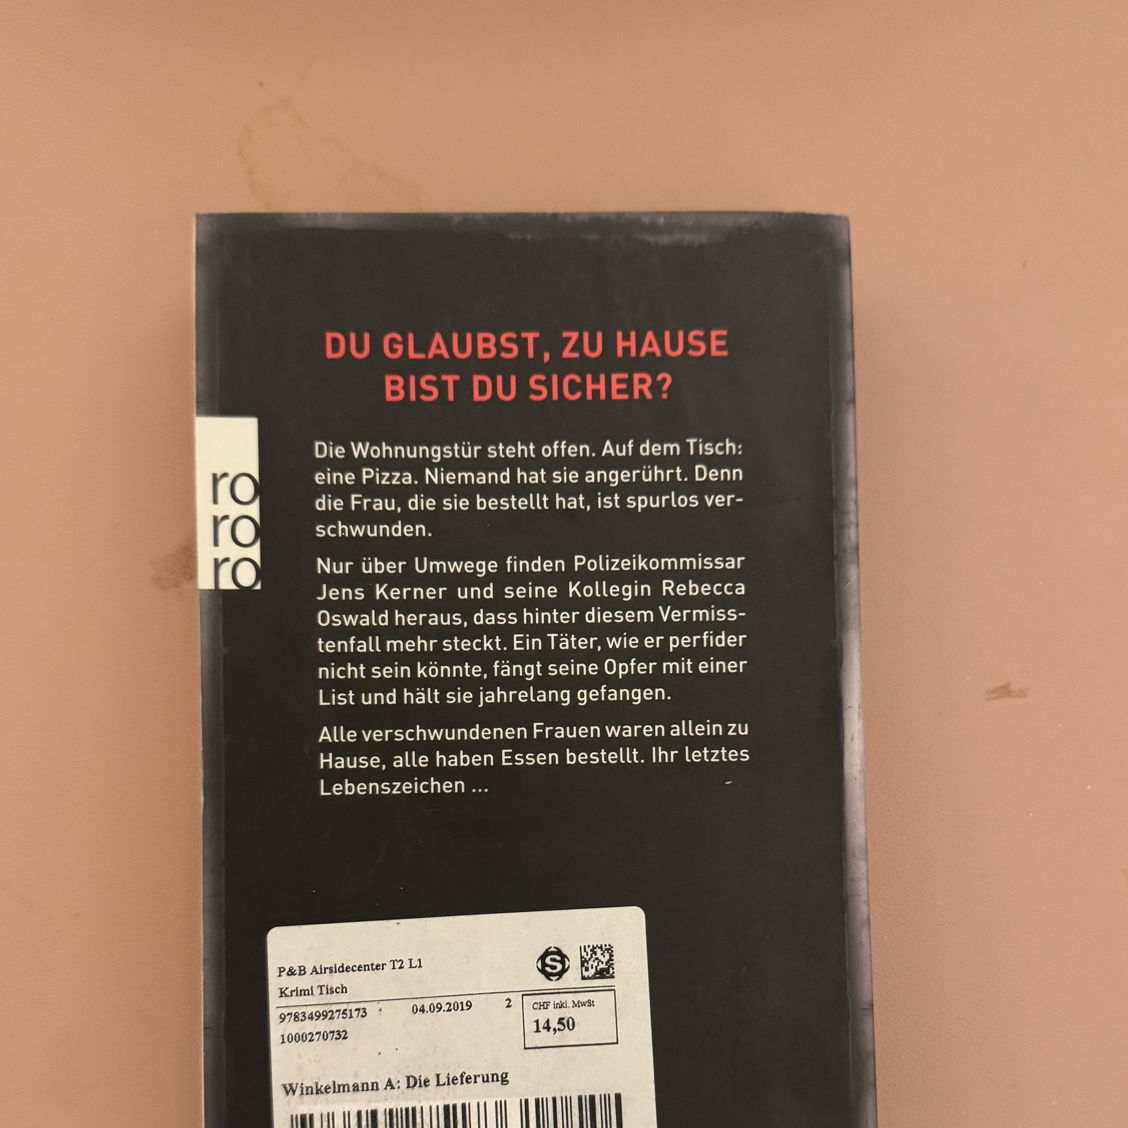 DU GLAUBST, ZU HAUSE
BIST DU SICHER?
Die Wohnungstür steht offen. Auf dem Tisch:
eine Pizza. Niemand hat sie angerührt. Denn
die Frau, die sie bestellt hat, ist spurlos ver-
schwunden.
ro
ro
ro
Nur über Umwege finden Polizeikommissar
Jens Kerner und seine Kollegin Rebecca
Oswald heraus, dass hinter diesem Vermiss-
tenfall mehr steckt. Ein Täter, wie er perfider
nicht sein könnte, fängt seine Opfer mit einer
List und hält sie jahrelang gefangen.
Alle verschwundenen Frauen waren allein zu
Hause, alle haben Essen bestellt. Ihr letztes
Lebenszeichen ...
P&B Airsidecenter T2 L1
Krimi Tisch
S
9783499275173 04.09.2019 2
1000270732
CHF inkl. MwSt
14,50
Winkelmann A: Die Lieferung